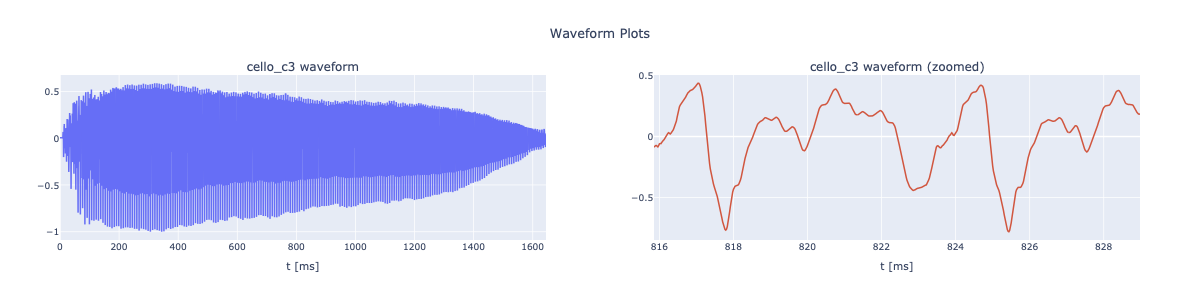 Waveform Plots
cello_c3 waveform
cello_c3 waveform (zoomed)
0.5
0
−0.5
−1
0 200 400 600 800 1000 1200 1400 1600
t [ms]
0.5
0
−0.5
816 818 820 822 824 826 828
t [ms]